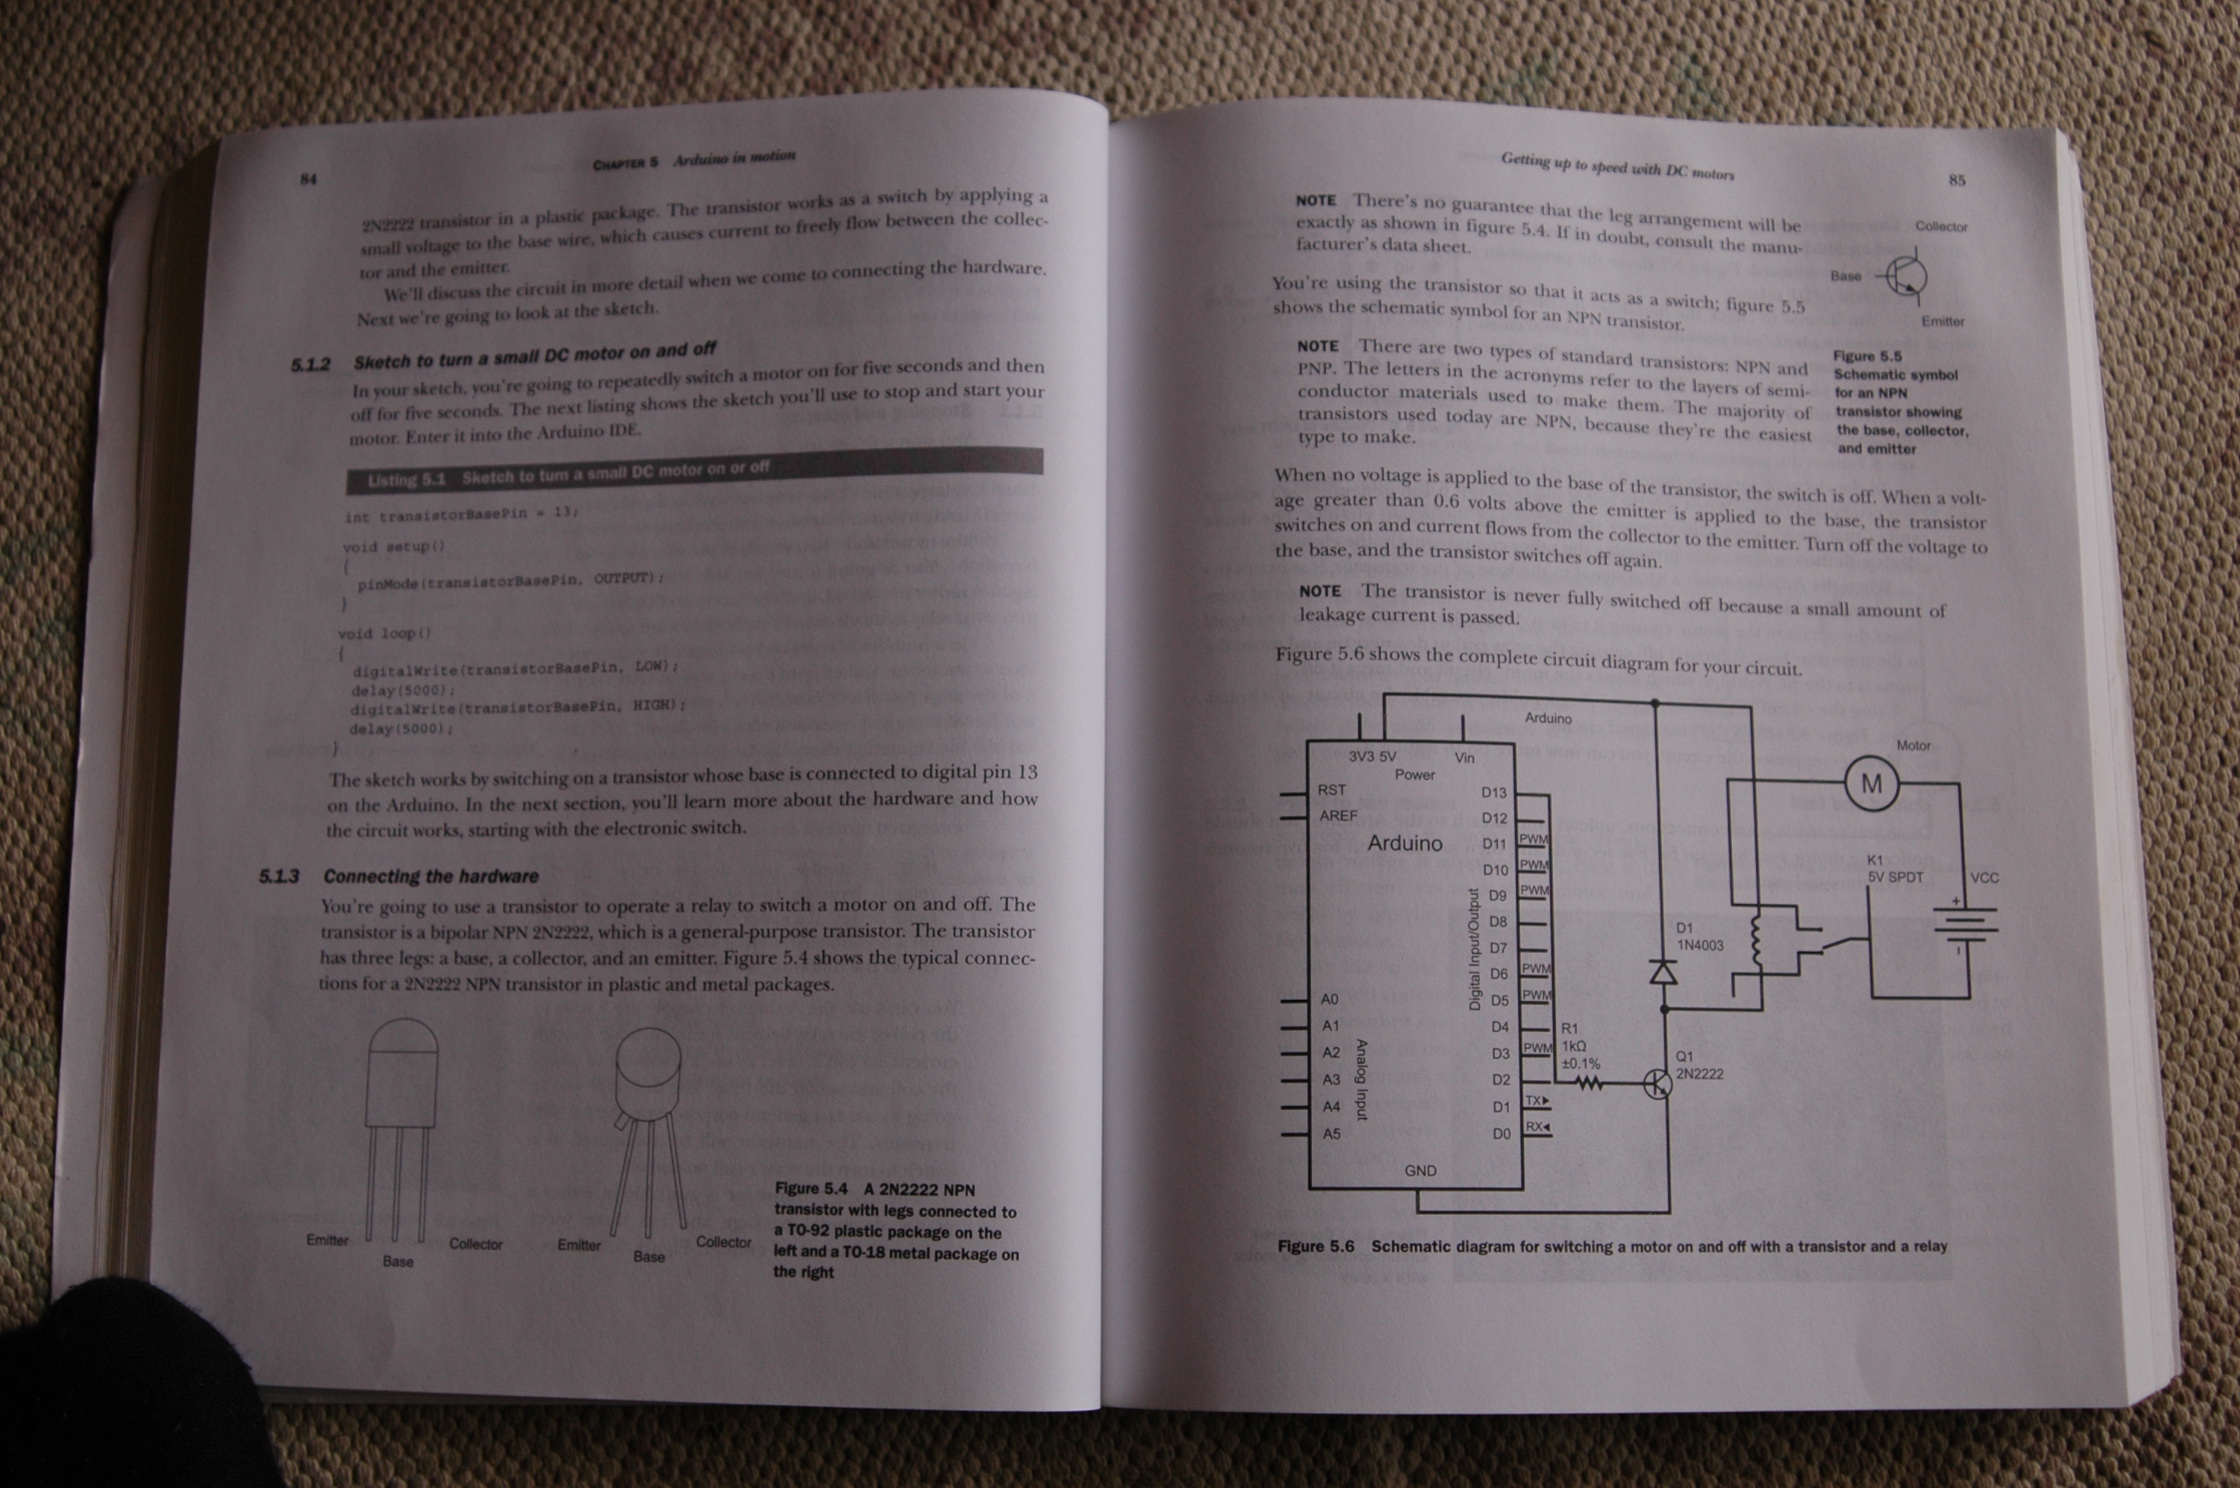 84
CHAPTER 5 Arduino in motion
2N2222 transistor in a plastic package. The transistor works as a switch by applying a
small voltage to the base wire, which causes current to freely flow between the collec-
tor and the emitter.
We'll discuss the circuit in more detail when we come to connecting the hardware.
Next we're going to look at the sketch.
5.1.2 Sketch to turn a small DC motor on and off
In your sketch, you're going to repeatedly switch a motor on for five seconds and then
off for five seconds. The next listing shows the sketch you'll use to stop and start your
motor. Enter it into the Arduino IDE.
Listing 5.1 Sketch to turn a small DC motor on or off
int transistorBasePin = 13;
void setup()
{
pinMode(transistorBasePin, OUTPUT);
}
void loop()
{
digitalWrite(transistorBasePin, LOW);
delay(5000);
digitalWrite(transistorBasePin, HIGH);
delay(5000);
}
The sketch works by switching on a transistor whose base is connected to digital pin 13
on the Arduino. In the next section, you'll learn more about the hardware and how
the circuit works, starting with the electronic switch.
5.1.3 Connecting the hardware
You're going to use a transistor to operate a relay to switch a motor on and off. The
transistor is a bipolar NPN 2N2222, which is a general-purpose transistor. The transistor
has three legs: a base, a collector, and an emitter. Figure 5.4 shows the typical connec-
tions for a 2N2222 NPN transistor in plastic and metal packages.
Emitter
Base
Collector
Emitter
Base
Collector
Figure 5.4 A 2N2222 NPN
transistor with legs connected to
a TO-92 plastic package on the
left and a TO-18 metal package on
the right
Getting up to speed with DC motors
85
NOTE There's no guarantee that the leg arrangement will be
exactly as shown in figure 5.4. If in doubt, consult the manu-
facturer's data sheet.
You're using the transistor so that it acts as a switch; figure 5.5
shows the schematic symbol for an NPN transistor.
NOTE There are two types of standard transistors: NPN and
PNP. The letters in the acronyms refer to the layers of semi-
conductor materials used to make them. The majority of
transistors used today are NPN, because they're the easiest
type to make.
Collector
Base
Emitter
Figure 5.5
Schematic symbol
for an NPN
transistor showing
the base, collector,
and emitter
When no voltage is applied to the base of the transistor, the switch is off. When a volt-
age greater than 0.6 volts above the emitter is applied to the base, the transistor
switches on and current flows from the collector to the emitter. Turn off the voltage to
the base, and the transistor switches off again.
NOTE The transistor is never fully switched off because a small amount of
leakage current is passed.
Figure 5.6 shows the complete circuit diagram for your circuit.
Arduino
Motor
M
3V3 5V
Vin
Power
RST
AREF
Arduino
D13
D12
D11 PWM
D10 PWM
D9 PWM
D8
D7
D6 PWM
D5 PWM
D4
D3 PWM
D2
D1 TX
D0 RX
Digital Input/Output
Analog Input
A0
A1
A2
A3
A4
A5
GND
R1
1kΩ
±0.1%
D1
1N4003
Q1
2N2222
K1
5V SPDT
VCC
+
-
Figure 5.6 Schematic diagram for switching a motor on and off with a transistor and a relay